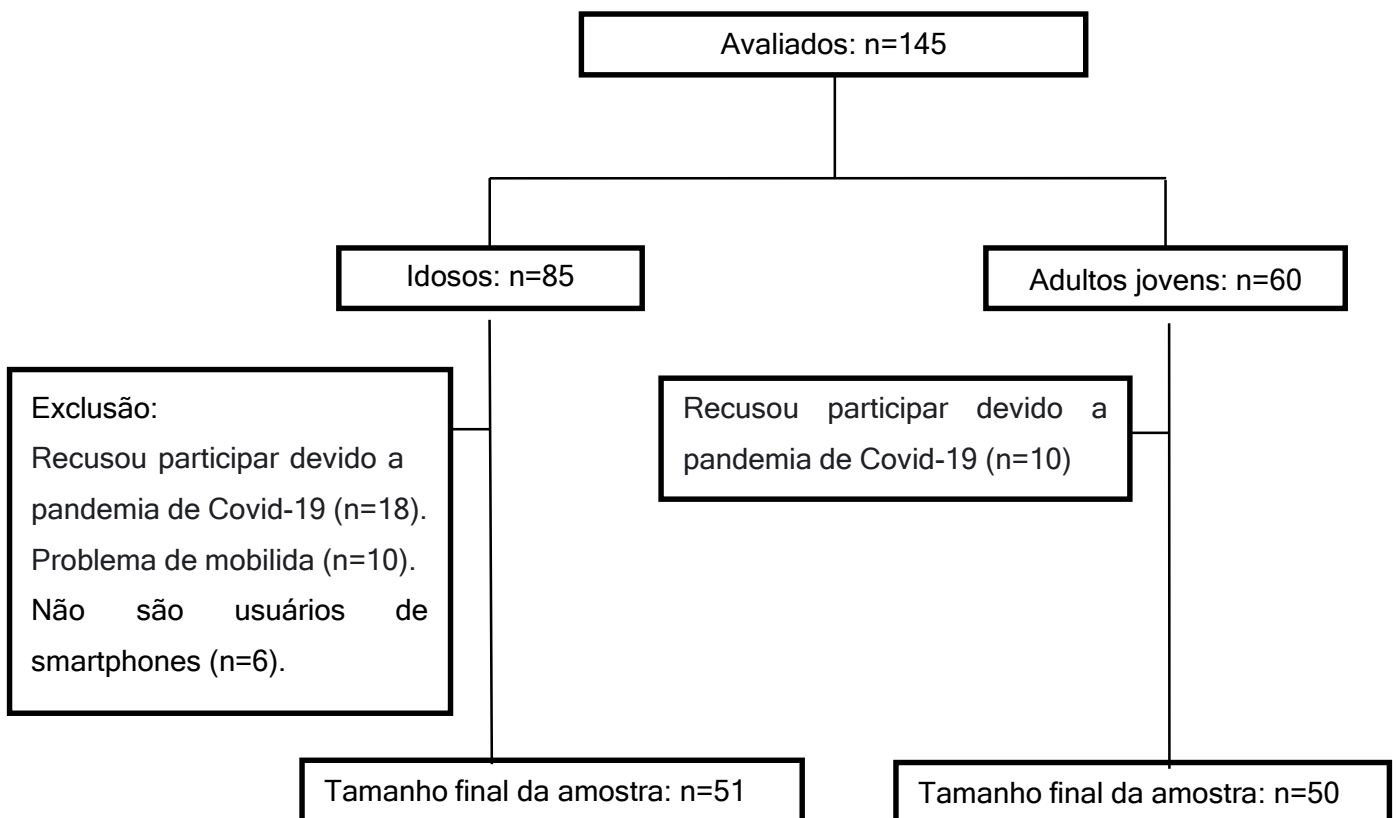 Avaliados: n=145
Idosos: n=85
Adultos jovens: n=60
Exclusão:
Recusou participar devido a
pandemia de Covid-19 (n=18).
Problema de mobilida (n=10).
Não são usuários de
smartphones (n=6).
Recusou participar devido a
pandemia de Covid-19 (n=10)
Tamanho final da amostra: n=51
Tamanho final da amostra: n=50